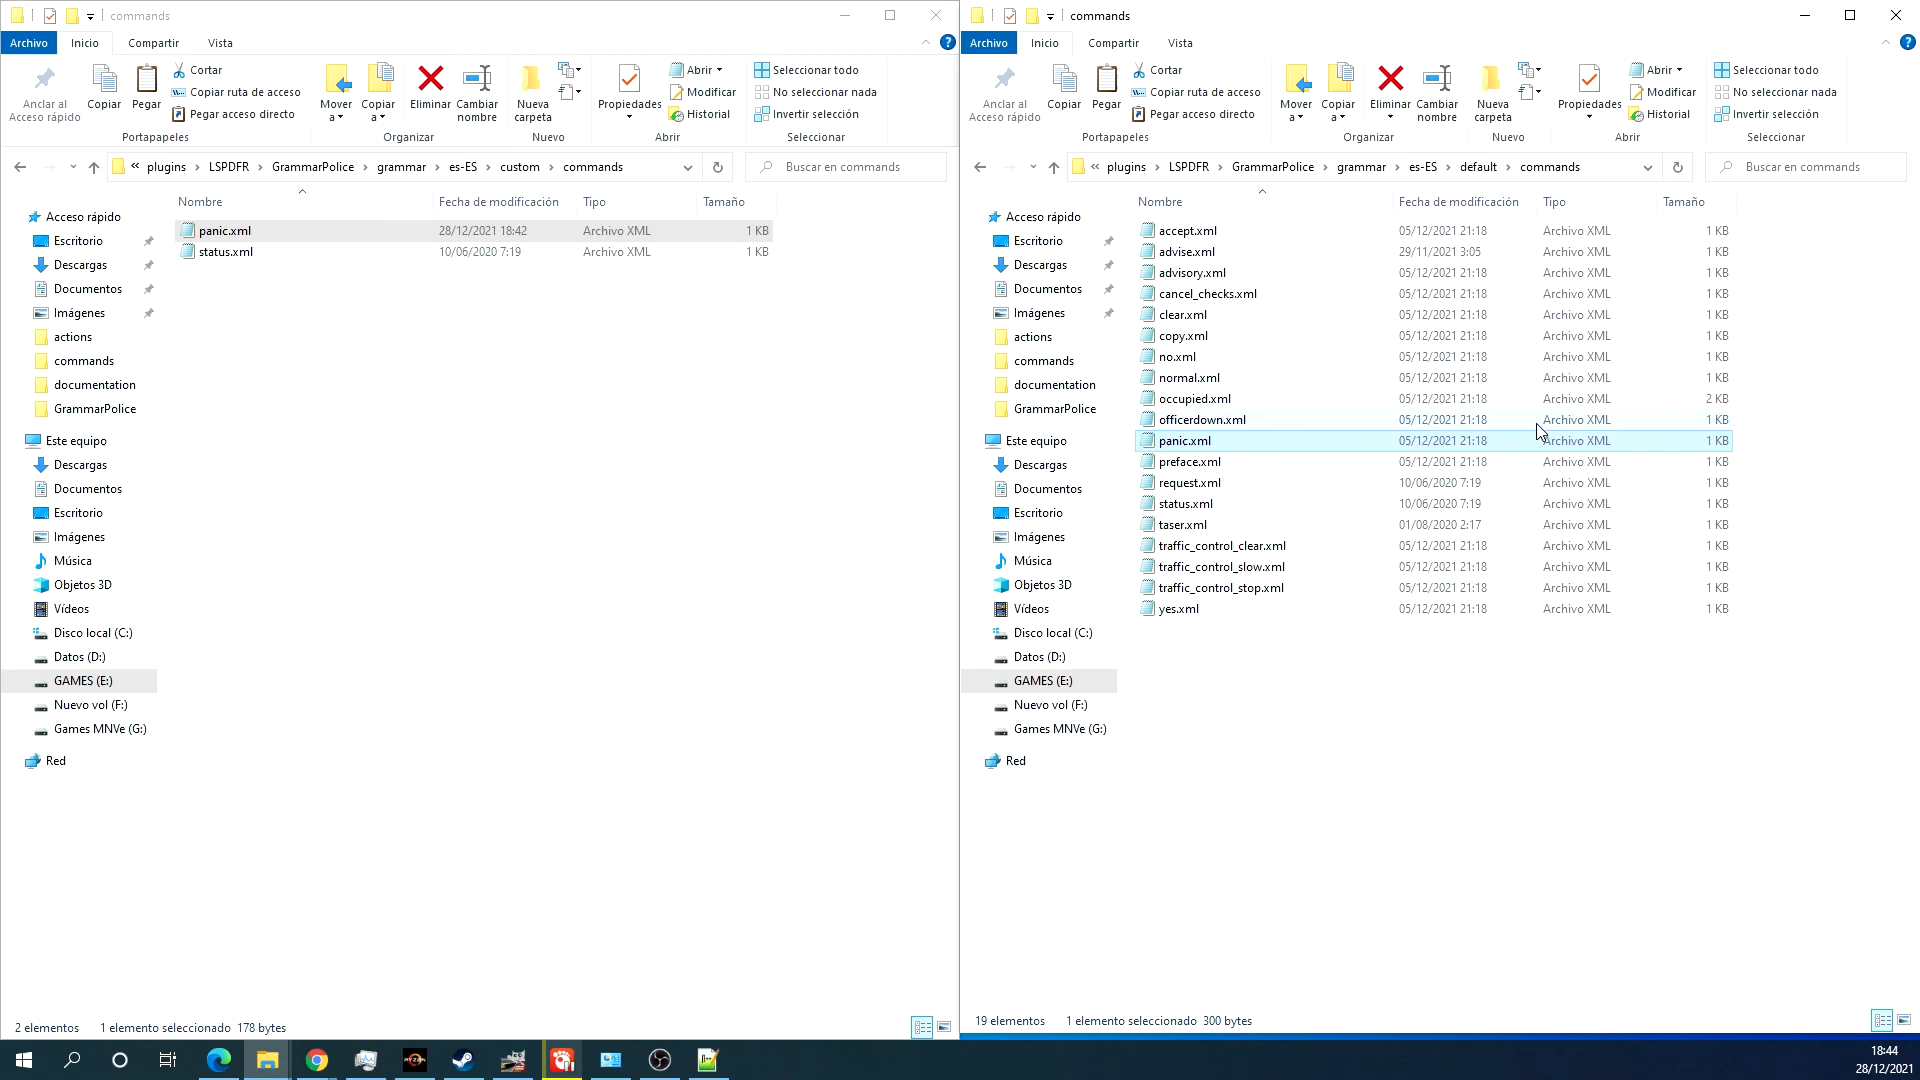 commands
Archivo Inicio Compartir Vista
Anclar al Acceso rápido
Copiar
Pegar
Cortar
Copiar ruta de acceso
Pegar acceso directo
Mover a
Copiar a
Eliminar
Cambiar nombre
Nueva carpeta
Propiedades
Abrir
Modificar
Historial
Seleccionar todo
No seleccionar nada
Invertir selección
Portapapeles Organizar Nuevo Abrir Seleccionar
« plugins › LSPDFR › GrammarPolice › grammar › es-ES › custom › commands
Buscar en commands
Nombre Fecha de modificación Tipo Tamaño
panic.xml 28/12/2021 18:42 Archivo XML 1 KB
status.xml 10/06/2020 7:19 Archivo XML 1 KB
Acceso rápido
Escritorio
Descargas
Documentos
Imágenes
actions
commands
documentation
GrammarPolice
Este equipo
Descargas
Documentos
Escritorio
Imágenes
Música
Objetos 3D
Vídeos
Disco local (C:)
Datos (D:)
GAMES (E:)
Nuevo vol (F:)
Games MNVe (G:)
Red
2 elementos 1 elemento seleccionado 178 bytes
commands
Archivo Inicio Compartir Vista
Anclar al Acceso rápido
Copiar
Pegar
Cortar
Copiar ruta de acceso
Pegar acceso directo
Mover a
Copiar a
Eliminar
Cambiar nombre
Nueva carpeta
Propiedades
Abrir
Modificar
Historial
Seleccionar todo
No seleccionar nada
Invertir selección
Portapapeles Organizar Nuevo Abrir Seleccionar
« plugins › LSPDFR › GrammarPolice › grammar › es-ES › default › commands
Buscar en commands
Nombre Fecha de modificación Tipo Tamaño
accept.xml 05/12/2021 21:18 Archivo XML 1 KB
advise.xml 29/11/2021 3:05 Archivo XML 1 KB
advisory.xml 05/12/2021 21:18 Archivo XML 1 KB
cancel_checks.xml 05/12/2021 21:18 Archivo XML 1 KB
clear.xml 05/12/2021 21:18 Archivo XML 1 KB
copy.xml 05/12/2021 21:18 Archivo XML 1 KB
no.xml 05/12/2021 21:18 Archivo XML 1 KB
normal.xml 05/12/2021 21:18 Archivo XML 1 KB
occupied.xml 05/12/2021 21:18 Archivo XML 2 KB
officerdown.xml 05/12/2021 21:18 Archivo XML 1 KB
panic.xml 05/12/2021 21:18 Archivo XML 1 KB
preface.xml 05/12/2021 21:18 Archivo XML 1 KB
request.xml 10/06/2020 7:19 Archivo XML 1 KB
status.xml 10/06/2020 7:19 Archivo XML 1 KB
taser.xml 01/08/2020 2:17 Archivo XML 1 KB
traffic_control_clear.xml 05/12/2021 21:18 Archivo XML 1 KB
traffic_control_slow.xml 05/12/2021 21:18 Archivo XML 1 KB
traffic_control_stop.xml 05/12/2021 21:18 Archivo XML 1 KB
yes.xml 05/12/2021 21:18 Archivo XML 1 KB
Acceso rápido
Escritorio
Descargas
Documentos
Imágenes
actions
commands
documentation
GrammarPolice
Este equipo
Descargas
Documentos
Escritorio
Imágenes
Música
Objetos 3D
Vídeos
Disco local (C:)
Datos (D:)
GAMES (E:)
Nuevo vol (F:)
Games MNVe (G:)
Red
19 elementos 1 elemento seleccionado 300 bytes
RYZEN
18:44
28/12/2021